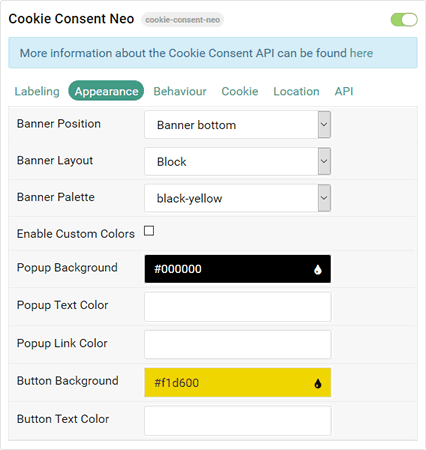 Cookie Consent Neo cookie-consent-neo
More information about the Cookie Consent API can be found here
Labeling Appearance Behaviour Cookie Location API
Banner Position Banner bottom
Banner Layout Block
Banner Palette black-yellow
Enable Custom Colors
Popup Background #000000
Popup Text Color
Popup Link Color
Button Background #f1d600
Button Text Color